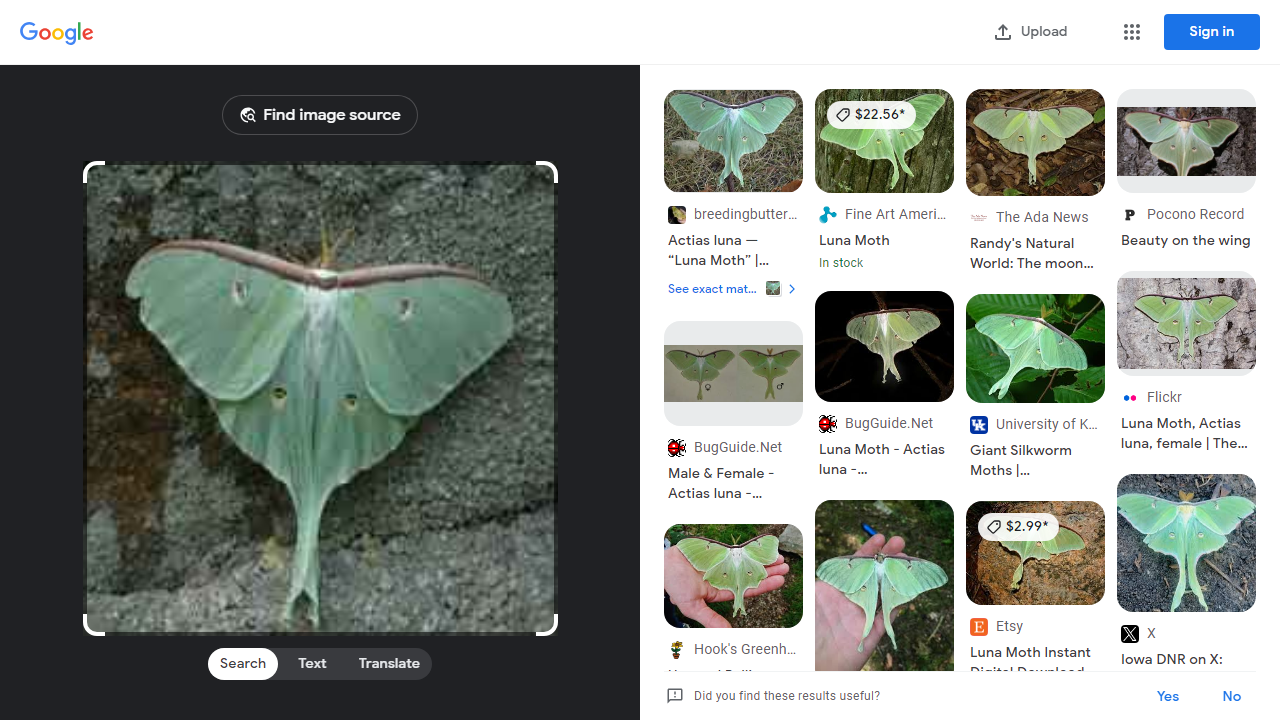 Google
Upload
Sign in
Find image source
Search
Text
Translate
breedingbutter...
Actias luna —
“Luna Moth” |...
See exact mat...
BugGuide.Net
Male & Female -
Actias luna -...
Hook's Greenh...
$22.56*
Fine Art Ameri...
Luna Moth
In stock
BugGuide.Net
Luna Moth - Actias
luna -...
The Ada News
Randy's Natural
World: The moon...
University of K...
Giant Silkworm
Moths |...
$2.99*
Etsy
Luna Moth Instant
Digital Download
Pocono Record
Beauty on the wing
Flickr
Luna Moth, Actias
luna, female | The...
X
Iowa DNR on X:
Did you find these results useful?
Yes
No